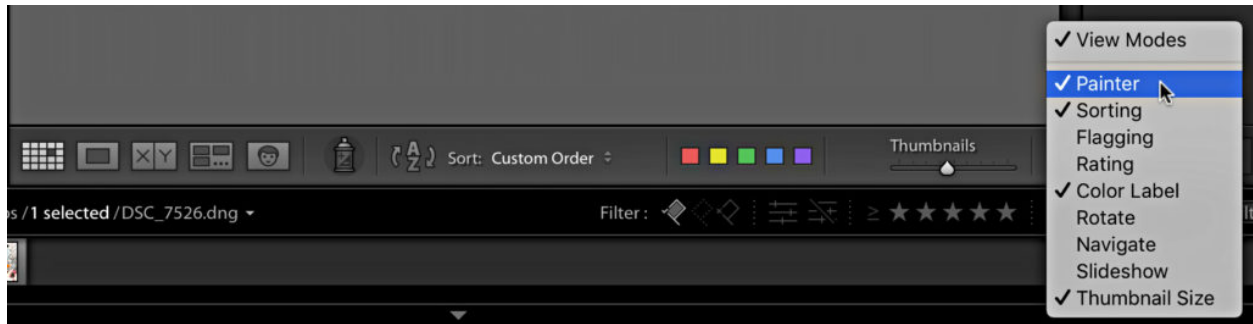 ✓ View Modes
✓ Painter
✓ Sorting
Flagging
Rating
✓ Color Label
Rotate
Navigate
Slideshow
✓ Thumbnail Size
X Y
Z
A Z Sort: Custom Order
Thumbnails
/1 selected /DSC_7526.dng
Filter: ≥ ★★★★★